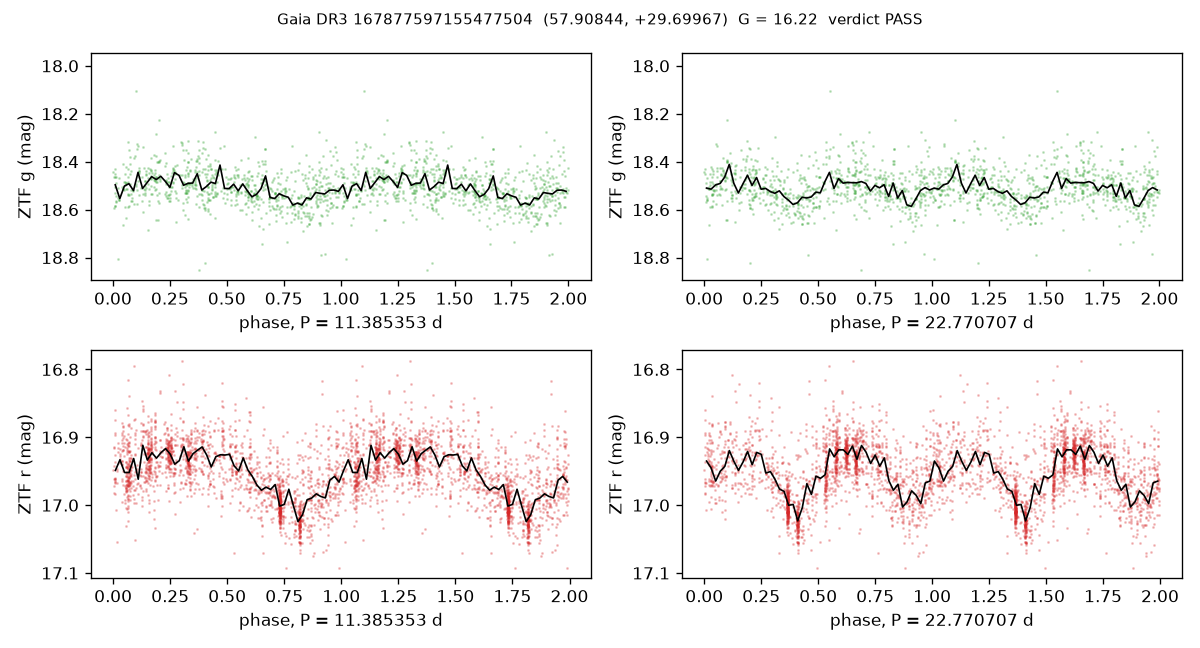 Gaia DR3 167877597155477504 (57.90844, +29.69967) G = 16.22 verdict PASS
ZTF g (mag)
18.0
18.2
18.4
18.6
18.8
0.00 0.25 0.50 0.75 1.00 1.25 1.50 1.75 2.00
phase, P = 11.385353 d
ZTF g (mag)
18.0
18.2
18.4
18.6
18.8
0.00 0.25 0.50 0.75 1.00 1.25 1.50 1.75 2.00
phase, P = 22.770707 d
ZTF r (mag)
16.8
16.9
17.0
17.1
0.00 0.25 0.50 0.75 1.00 1.25 1.50 1.75 2.00
phase, P = 11.385353 d
ZTF r (mag)
16.8
16.9
17.0
17.1
0.00 0.25 0.50 0.75 1.00 1.25 1.50 1.75 2.00
phase, P = 22.770707 d